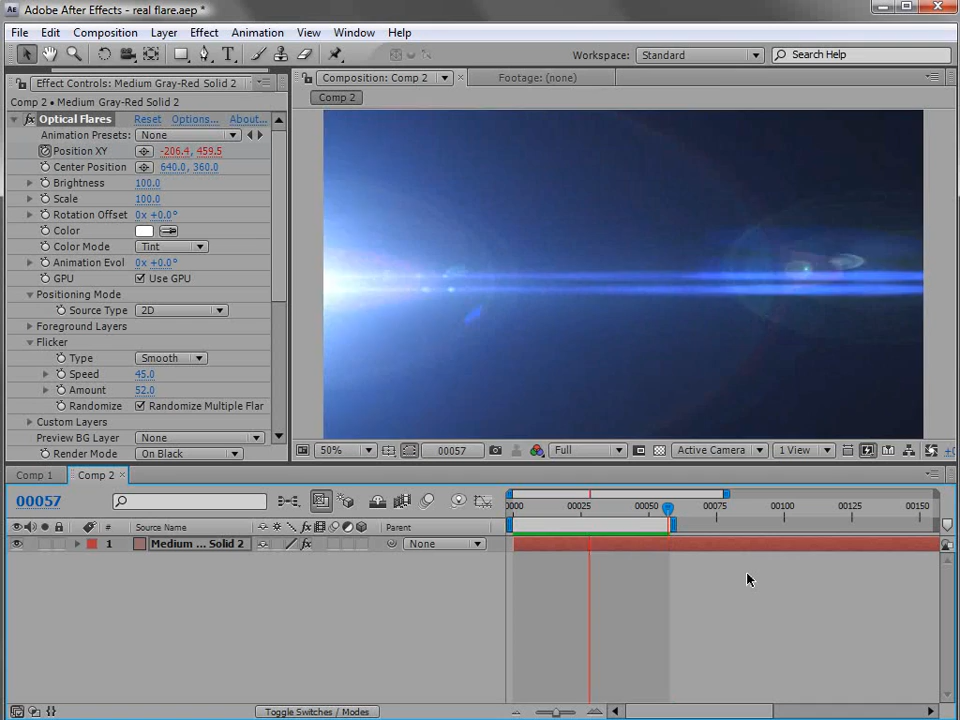 Adobe After Effects - real flare.aep *
File Edit Composition Layer Effect Animation View Window Help
Workspace: Standard Search Help
Effect Controls: Medium Gray-Red Solid 2
Composition: Comp 2 Footage: (none)
Comp 2 • Medium Gray-Red Solid 2
Comp 2
Optical Flares Reset Options... About...
Animation Presets: None
Position XY -206.4, 459.5
Center Position 640.0, 360.0
Brightness 100.0
Scale 100.0
Rotation Offset 0x +0.0°
Color
Color Mode Tint
Animation Evol 0x +0.0°
GPU Use GPU
Positioning Mode
Source Type 2D
Foreground Layers
Flicker
Type Smooth
Speed 45.0
Amount 52.0
Randomize Randomize Multiple Flar
Custom Layers
Preview BG Layer None
Render Mode On Black
50% 00057 Full Active Camera 1 View
Comp 1 Comp 2
00057
0000 00025 00050 00075 00100 00125 00150
# Source Name Parent
1 Medium ... Solid 2 None
Toggle Switches / Modes